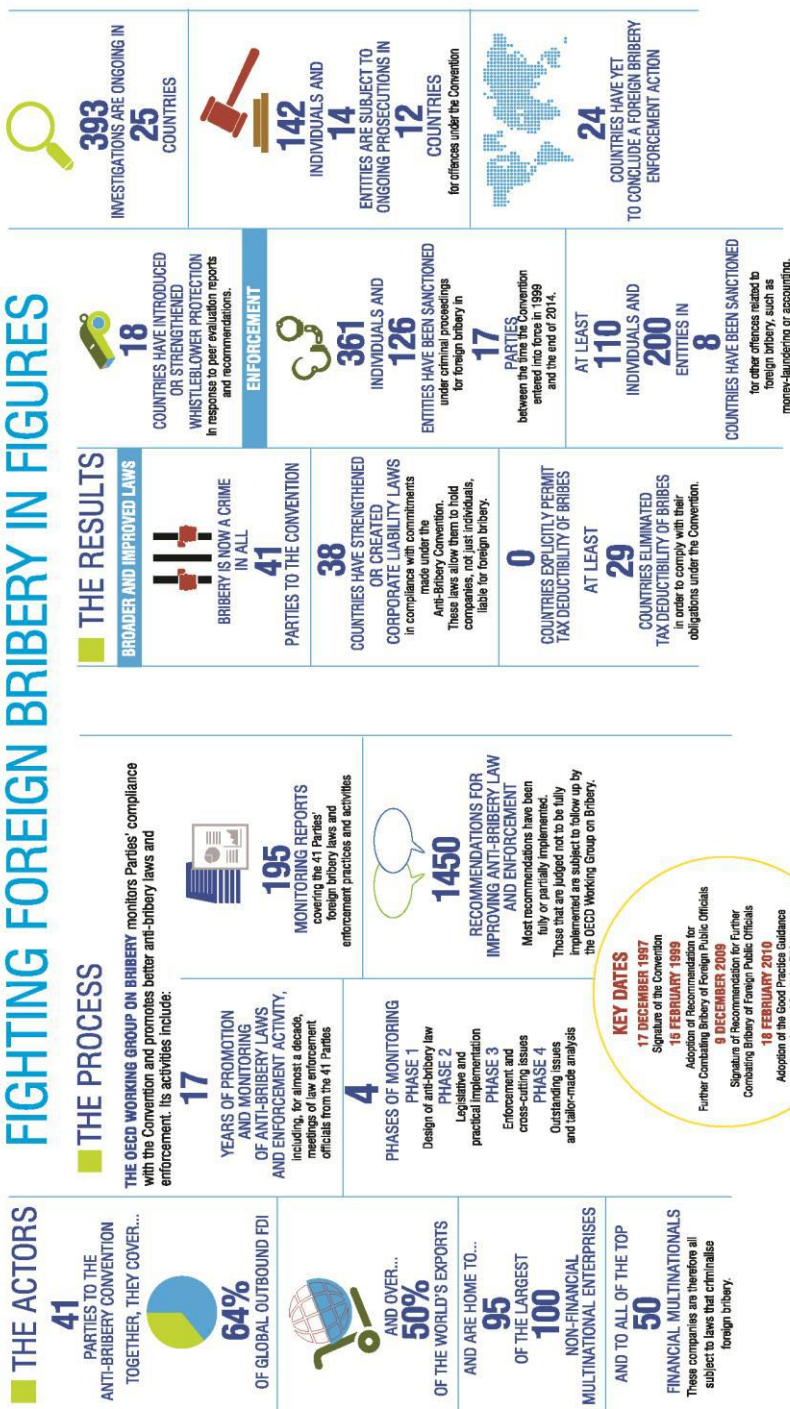 FIGHTING FOREIGN BRIBERY IN FIGURES
THE ACTORS
41
PARTIES TO THE
ANTI-BRIBERY CONVENTION
TOGETHER, THEY COVER...
64%
OF GLOBAL OUTBOUND FDI
AND OVER...
50%
OF THE WORLD'S EXPORTS
AND ARE HOME TO...
95
OF THE LARGEST
100
NON-FINANCIAL
MULTINATIONAL ENTERPRISES
AND TO ALL OF THE TOP
50
FINANCIAL MULTINATIONALS
These companies are therefore all
subject to laws that criminalise
foreign bribery.
THE PROCESS
THE OECD WORKING GROUP ON BRIBERY monitors Parties' compliance
with the Convention and promotes better anti-bribery laws and
enforcement. Its activities include:
17
YEARS OF PROMOTION
AND MONITORING
OF ANTI-BRIBERY LAWS
AND ENFORCEMENT ACTIVITY,
including, for almost a decade,
meetings of law enforcement
officials from the 41 Parties
195
MONITORING REPORTS
covering the 41 Parties'
foreign bribery laws and
enforcement practices and activities
4
PHASES OF MONITORING
PHASE 1
Design of anti-bribery law
PHASE 2
Legislative and
practical implementation
PHASE 3
Enforcement and
cross-cutting issues
PHASE 4
Outstanding issues
and tailor-made analysis
1450
RECOMMENDATIONS FOR
IMPROVING ANTI-BRIBERY LAW
AND ENFORCEMENT
Most recommendations have been
fully or partially implemented.
Those that are judged not to be fully
implemented are subject to follow up by
the OECD Working Group on Bribery.
KEY DATES
17 DECEMBER 1997
Signature of the Convention
15 FEBRUARY 1999
Adoption of Recommendation for
Further Combating Bribery of Foreign Public Officials
9 DECEMBER 2009
Signature of Recommendation for Further
Combating Bribery of Foreign Public Officials
18 FEBRUARY 2010
Adoption of the Good Practice Guidance
THE RESULTS
BROADER AND IMPROVED LAWS
BRIBERY IS NOW A CRIME
IN ALL
41
PARTIES TO THE CONVENTION
38
COUNTRIES HAVE STRENGTHENED
OR CREATED
CORPORATE LIABILITY LAWS
in compliance with commitments
made under the
Anti-Bribery Convention.
These laws allow them to hold
companies, not just individuals,
liable for foreign bribery.
0
COUNTRIES EXPLICITLY PERMIT
TAX DEDUCTIBILITY OF BRIBES
AT LEAST
29
COUNTRIES ELIMINATED
TAX DEDUCTIBILITY OF BRIBES
in order to comply with their
obligations under the Convention.
18
COUNTRIES HAVE INTRODUCED
OR STRENGTHENED
WHISTLEBLOWER PROTECTION
in response to peer evaluation reports
and recommendations.
ENFORCEMENT
361
INDIVIDUALS AND
126
ENTITIES HAVE BEEN SANCTIONED
under criminal proceedings
for foreign bribery in
17
PARTIES
between the time the Convention
entered into force in 1999
and the end of 2014.
AT LEAST
110
INDIVIDUALS AND
200
ENTITIES IN
8
COUNTRIES HAVE BEEN SANCTIONED
for other offences related to
foreign bribery, such as
money-laundering or accounting.
393
INVESTIGATIONS ARE ONGOING IN
25
COUNTRIES
142
INDIVIDUALS AND
14
ENTITIES ARE SUBJECT TO
ONGOING PROSECUTIONS IN
12
COUNTRIES
for offences under the Convention
24
COUNTRIES HAVE YET
TO CONCLUDE A FOREIGN BRIBERY
ENFORCEMENT ACTION